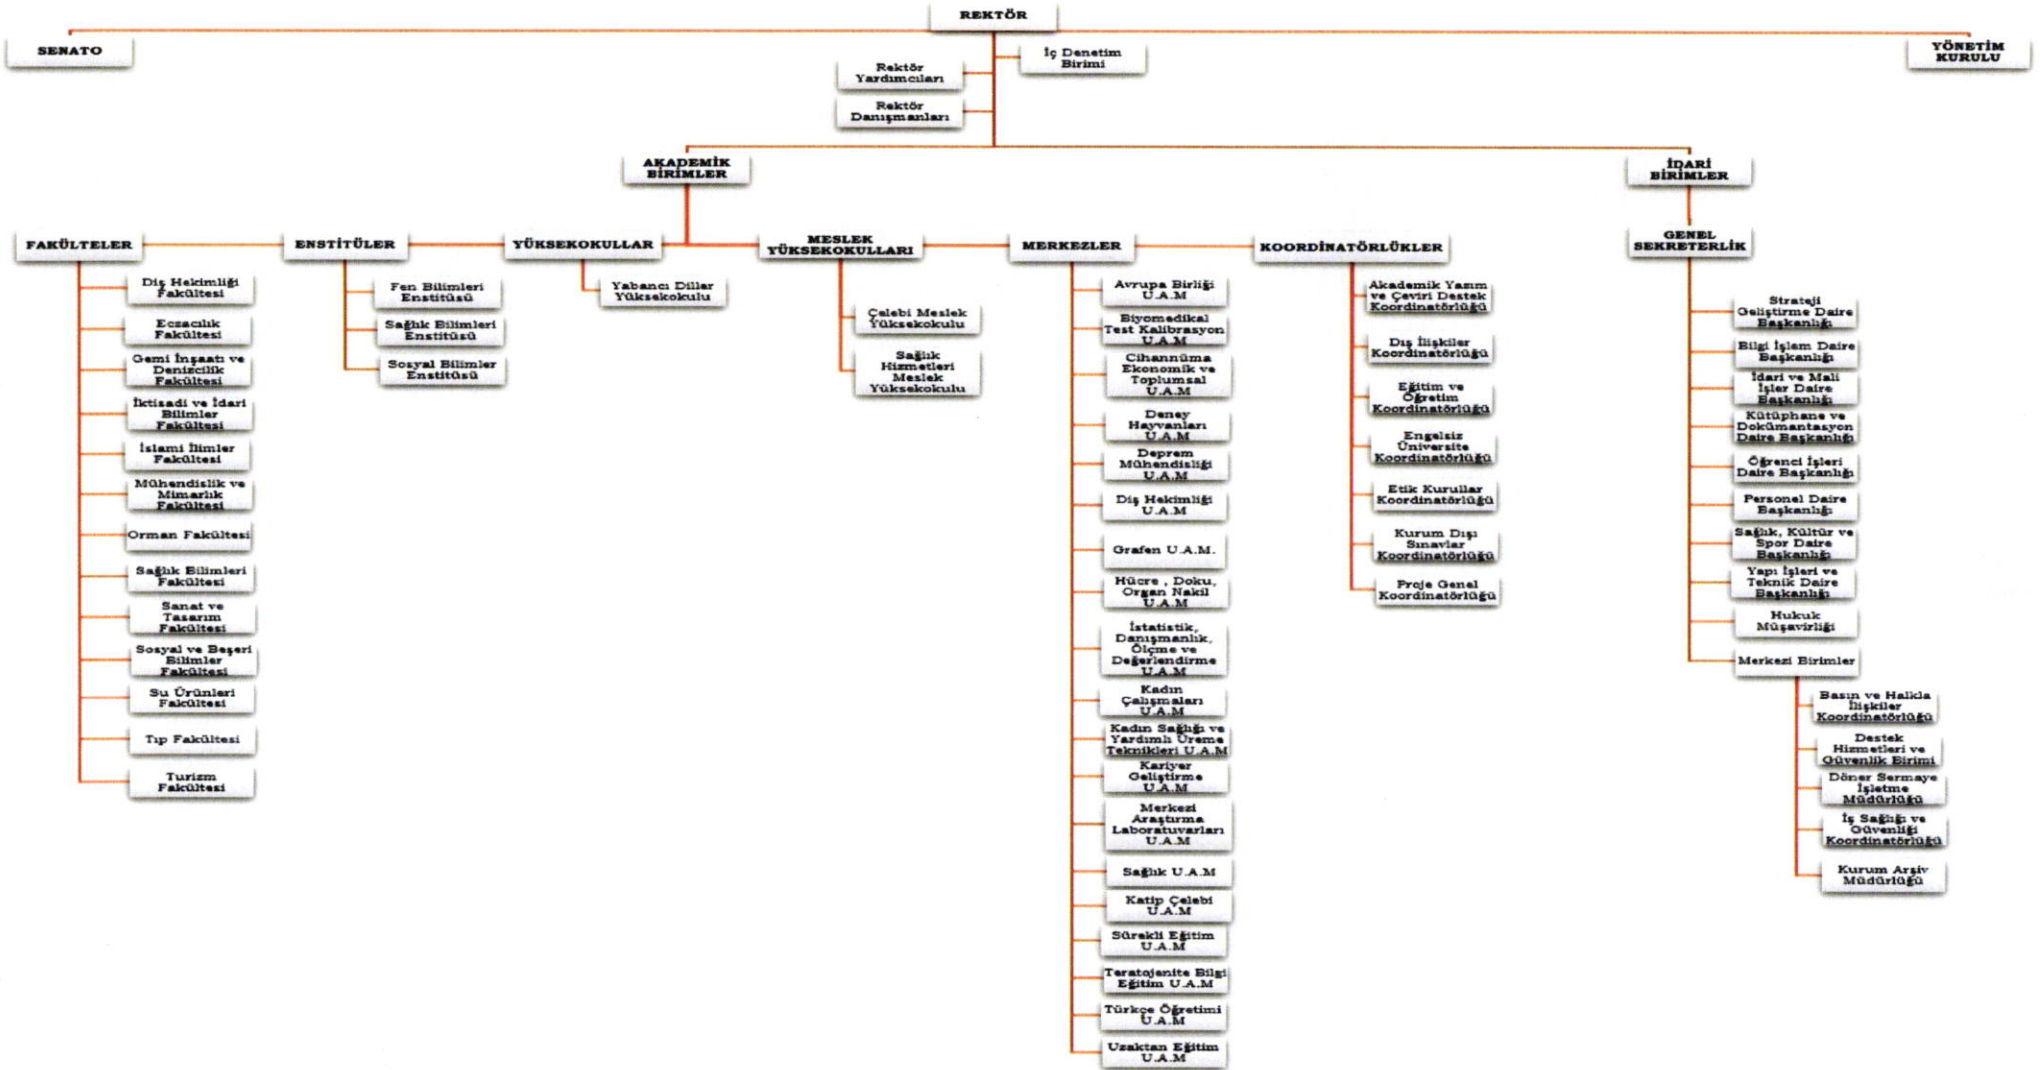 REKTÖR
SENATO
YÖNETİM
KURULU
İç Denetim
Birimi
Rektör
Yardımcıları
Rektör
Danışmanları
AKADEMİK
BİRİMLER
İDARİ
BİRİMLER
FAKÜLTELER
Diş Hekimliği
Fakültesi
Eczacılık
Fakültesi
Gemi İnşaatı ve
Denizcilik
Fakültesi
İktisadi ve İdari
Bilimler
Fakültesi
İslami İlimler
Fakültesi
Mühendislik ve
Mimarlık
Fakültesi
Orman Fakültesi
Sağlık Bilimleri
Fakültesi
Sanat ve
Tasarım
Fakültesi
Sosyal ve Beşeri
Bilimler
Fakültesi
Su Ürünleri
Fakültesi
Tıp Fakültesi
Turizm
Fakültesi
ENSTİTÜLER
Fen Bilimleri
Enstitüsü
Sağlık Bilimleri
Enstitüsü
Sosyal Bilimler
Enstitüsü
YÜKSEKOKULLAR
Yabancı Diller
Yüksekokulu
MESLEK
YÜKSEKOKULLARI
Çelebi Meslek
Yüksekokulu
Sağlık
Hizmetleri
Meslek
Yüksekokulu
MERKEZLER
Avrupa Birliği
U.A.M
Biyomedikal
Test Kalibrasyon
U.A.M
Cihannüma
Ekonomik ve
Toplumsal
U.A.M
Deney
Hayvanları
U.A.M
Deprem
Mühendisliği
U.A.M
Diş Hekimliği
U.A.M
Grafen U.A.M.
Hücre , Doku,
Organ Nakil
U.A.M
İstatistik,
Danışmanlık,
Ölçme ve
Değerlendirme
U.A.M
Kadın
Çalışmaları
U.A.M
Kadın Sağlığı ve
Yardımlı Üreme
Teknikleri U.A.M
Kariyer
Geliştirme
U.A.M
Merkezi
Araştırma
Laboratuvarları
U.A.M
Sağlık U.A.M
Katip Çelebi
U.A.M
Sürekli Eğitim
U.A.M
Teratojenite Bilgi
Eğitim U.A.M
Türkçe Öğretimi
U.A.M
Uzaktan Eğitim
U.A.M
KOORDİNATÖRLÜKLER
Akademik Yazım
ve Çeviri Destek
Koordinatörlüğü
Dış İlişkiler
Koordinatörlüğü
Eğitim ve
Öğretim
Koordinatörlüğü
Engelsiz
Üniversite
Koordinatörlüğü
Etik Kurullar
Koordinatörlüğü
Kurum Dışı
Sınavlar
Koordinatörlüğü
Proje Genel
Koordinatörlüğü
GENEL
SEKRETERLİK
Strateji
Geliştirme Daire
Başkanlığı
Bilgi İşlem Daire
Başkanlığı
İdari ve Mali
İşler Daire
Başkanlığı
Kütüphane ve
Dokümantasyon
Daire Başkanlığı
Öğrenci İşleri
Daire Başkanlığı
Personel Daire
Başkanlığı
Sağlık, Kültür ve
Spor Daire
Başkanlığı
Yapı İşleri ve
Teknik Daire
Başkanlığı
Hukuk
Müşavirliği
Merkezi Birimler
Basın ve Halkla
İlişkiler
Koordinatörlüğü
Destek
Hizmetleri ve
Güvenlik Birimi
Döner Sermaye
İşletme
Müdürlüğü
İş Sağlığı ve
Güvenliği
Koordinatörlüğü
Kurum Arşiv
Müdürlüğü